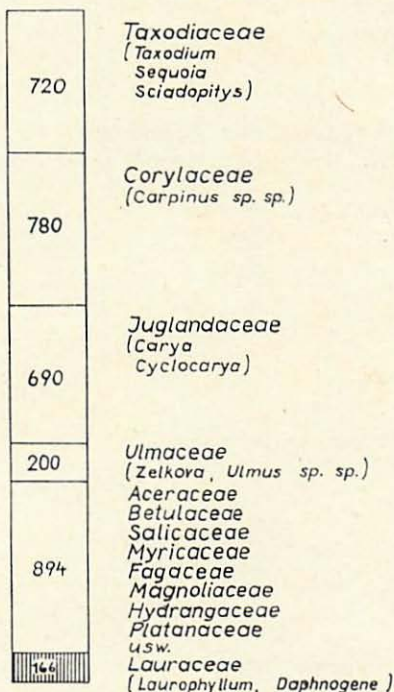 720
Taxodiaceae
(Taxodium
Sequoia
Sciadopitys)
780
Corylaceae
(Carpinus sp. sp.)
690
Juglandaceae
(Carya
Cyclocarya)
200
Ulmaceae
(Zelkova, Ulmus sp. sp.)
894
Aceraceae
Betulaceae
Salicaceae
Myricaceae
Fagaceae
Magnoliaceae
Hydrangaceae
Platanaceae
usw.
166
Lauraceae
(Laurophyllum, Daphnogene)